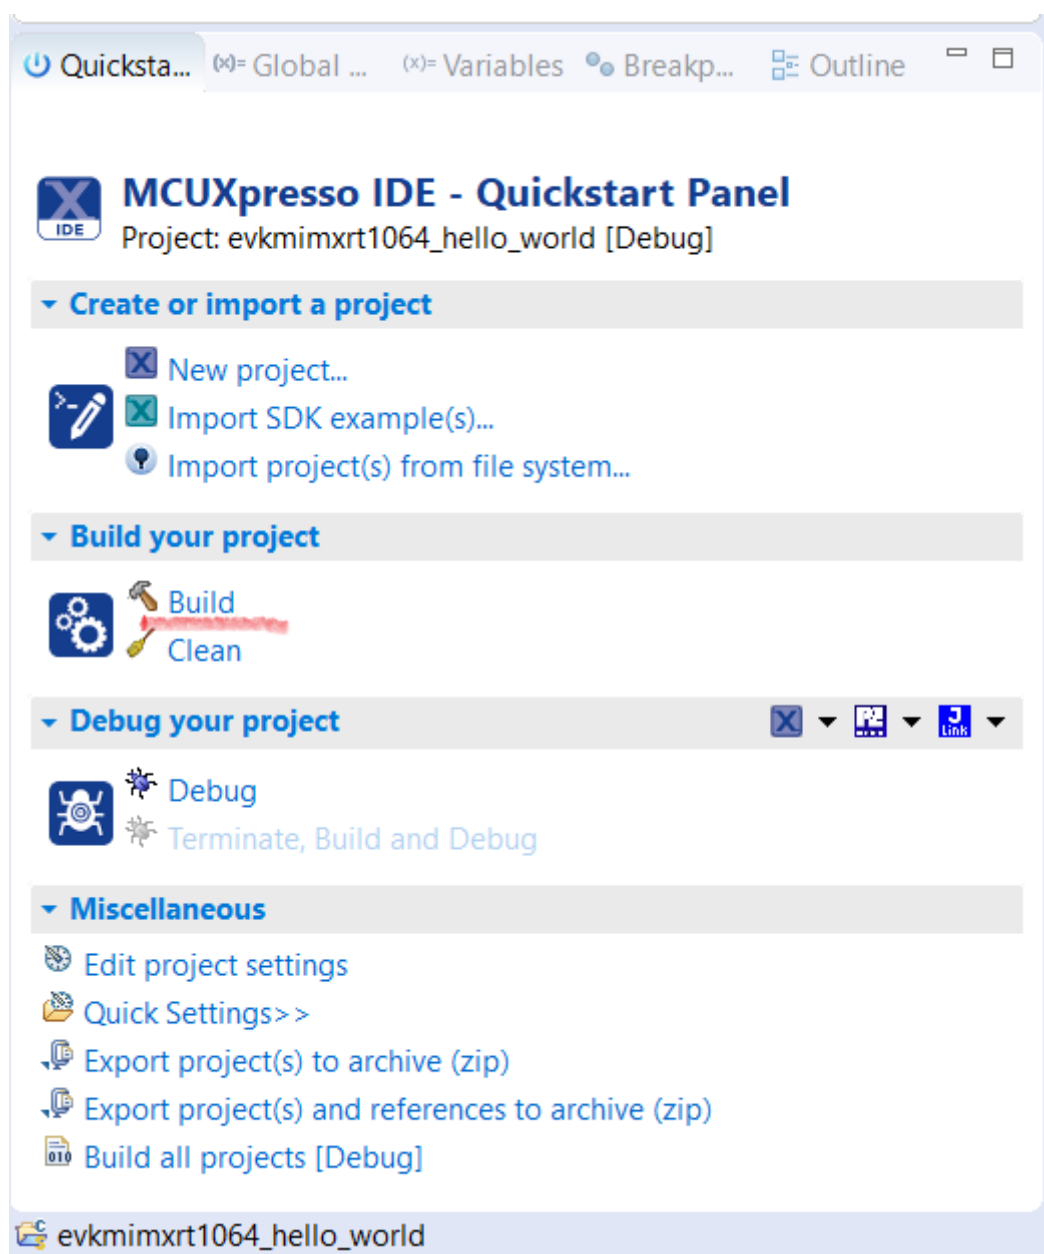 Quicksta... (x)= Global ... (x)= Variables Breakp... Outline
MCUXpresso IDE - Quickstart Panel
IDE
Project: evkmimxrt1064_hello_world [Debug]
Create or import a project
New project...
Import SDK example(s)...
Import project(s) from file system...
Build your project
Build
Clean
Debug your project
Link
Debug
Terminate, Build and Debug
Miscellaneous
Edit project settings
Quick Settings>>
Export project(s) to archive (zip)
Export project(s) and references to archive (zip)
010 Build all projects [Debug]
evkmimxrt1064_hello_world